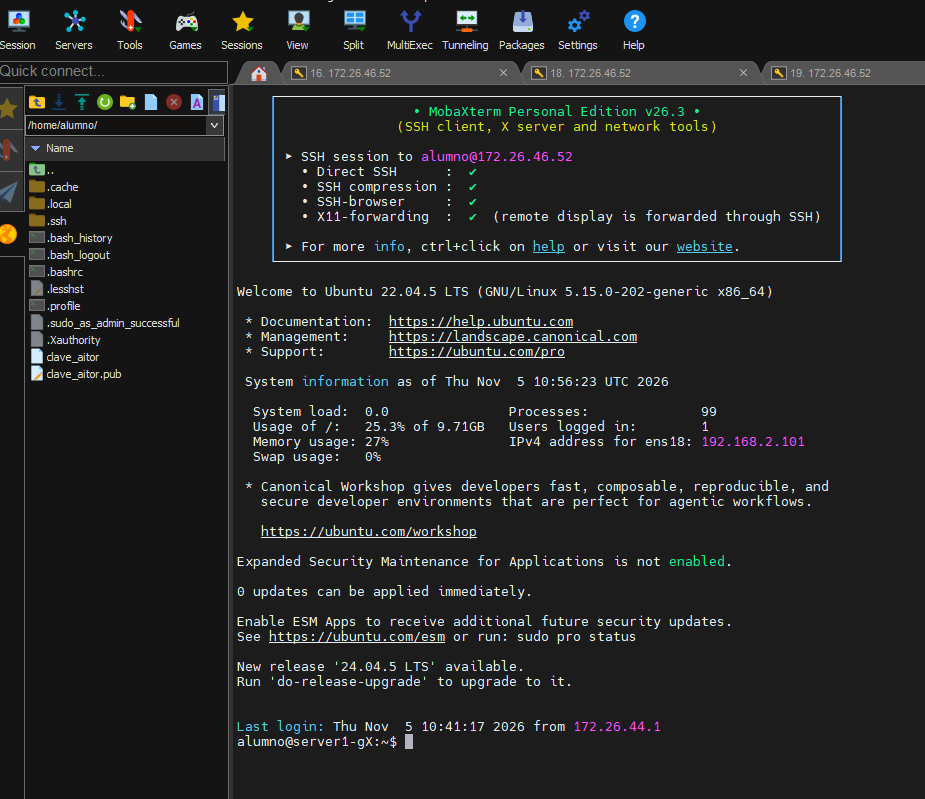 Session Servers Tools Games Sessions View Split MultiExec Tunneling Packages Settings Help
Quick connect...
16. 172.26.46.52
18. 172.26.46.52
19. 172.26.46.52
/home/alumno/
Name
..
.cache
.local
.ssh
.bash_history
.bash_logout
.bashrc
.lesshst
.profile
.sudo_as_admin_successful
.Xauthority
clave_aitor
clave_aitor.pub
• MobaXterm Personal Edition v26.3 •
(SSH client, X server and network tools)
➤ SSH session to alumno@172.26.46.52
• Direct SSH : ✔
• SSH compression : ✔
• SSH-browser : ✔
• X11-forwarding : ✔ (remote display is forwarded through SSH)
➤ For more info, ctrl+click on help or visit our website.
Welcome to Ubuntu 22.04.5 LTS (GNU/Linux 5.15.0-202-generic x86_64)
* Documentation: https://help.ubuntu.com
* Management: https://landscape.canonical.com
* Support: https://ubuntu.com/pro
System information as of Thu Nov 5 10:56:23 UTC 2026
System load: 0.0 Processes: 99
Usage of /: 25.3% of 9.71GB Users logged in: 1
Memory usage: 27% IPv4 address for ens18: 192.168.2.101
Swap usage: 0%
* Canonical Workshop gives developers fast, composable, reproducible, and
secure developer environments that are perfect for agentic workflows.
https://ubuntu.com/workshop
Expanded Security Maintenance for Applications is not enabled.
0 updates can be applied immediately.
Enable ESM Apps to receive additional future security updates.
See https://ubuntu.com/esm or run: sudo pro status
New release '24.04.5 LTS' available.
Run 'do-release-upgrade' to upgrade to it.
Last login: Thu Nov 5 10:41:17 2026 from 172.26.44.1
alumno@server1-gX:~$